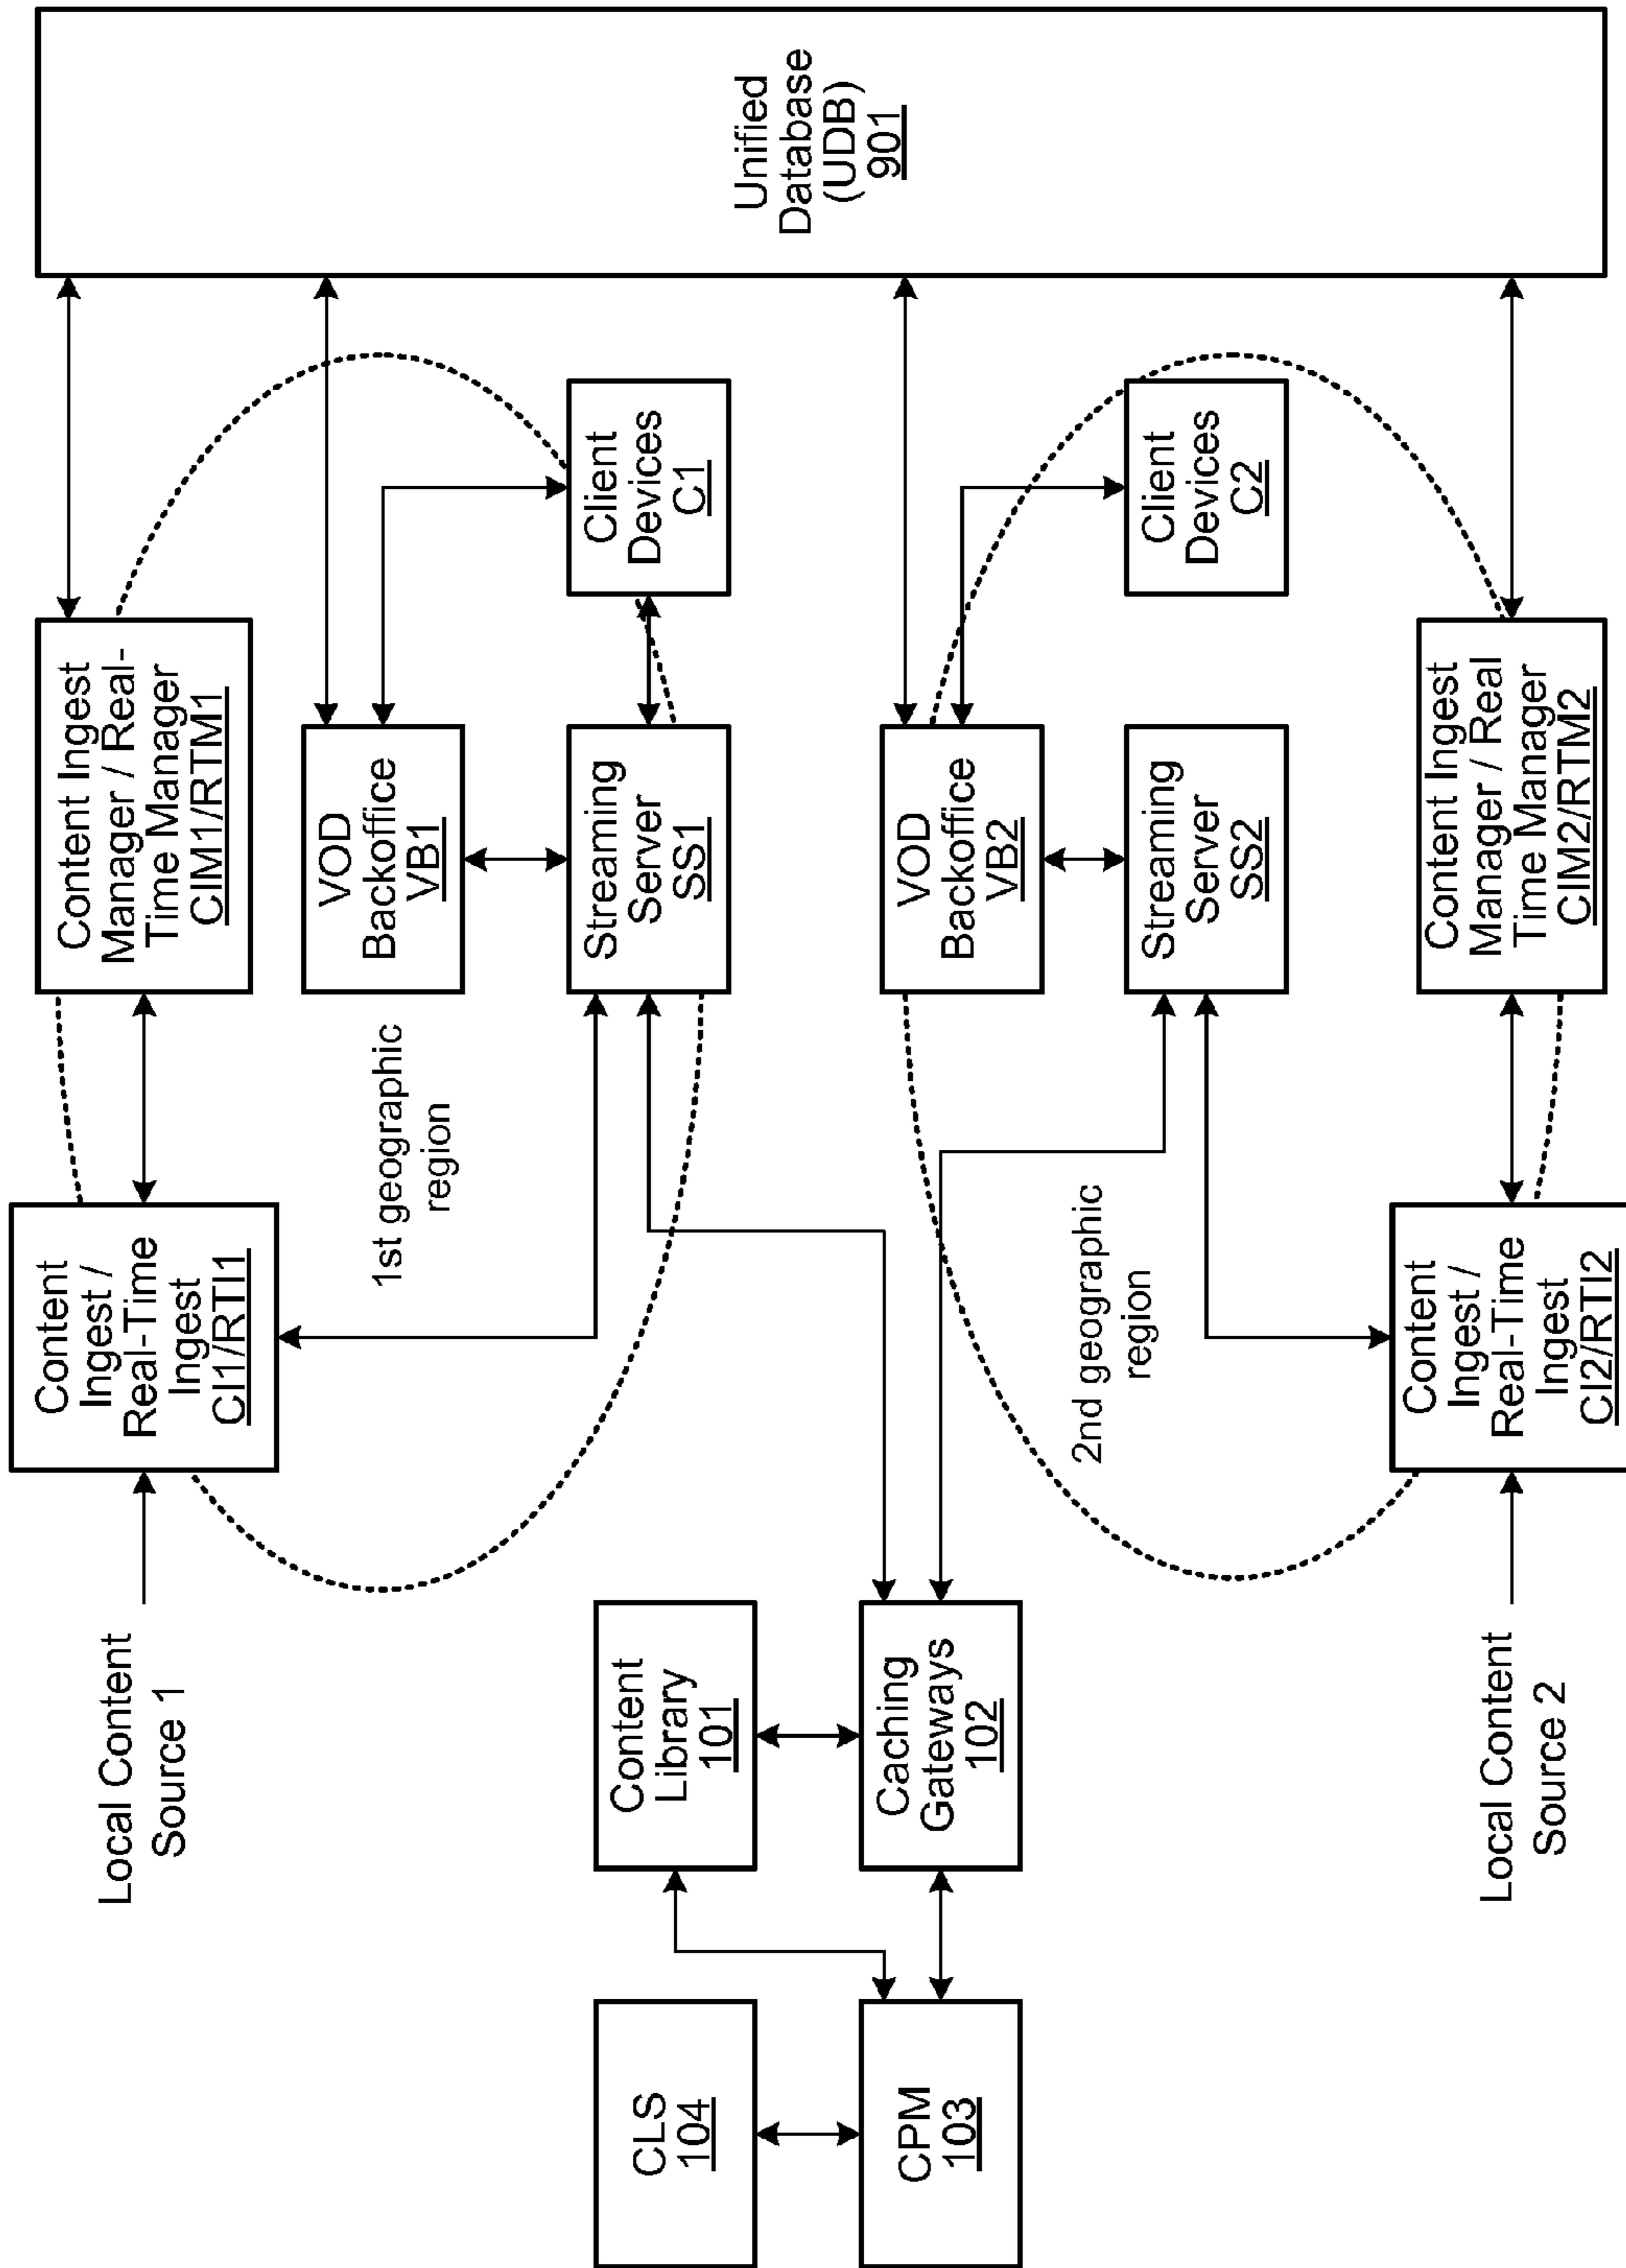 Local Content
Source 1
Content
Ingest /
Real-Time
Ingest
CI1/RTI1
Content Ingest
Manager / Real-
Time Manager
CIM1/RTM1
1st geographic
region
VOD
Backoffice
VB1
Streaming
Server
SS1
Client
Devices
C1
Unified
Database
(UDB)
901
CLS
104
Content
Library
101
CPM
103
Caching
Gateways
102
VOD
Backoffice
VB2
2nd geographic
region
Streaming
Server
SS2
Client
Devices
C2
Local Content
Source 2
Content
Ingest /
Real-Time
Ingest
CI2/RTI2
Content Ingest
Manager / Real
Time Manager
CIM2/RTM2